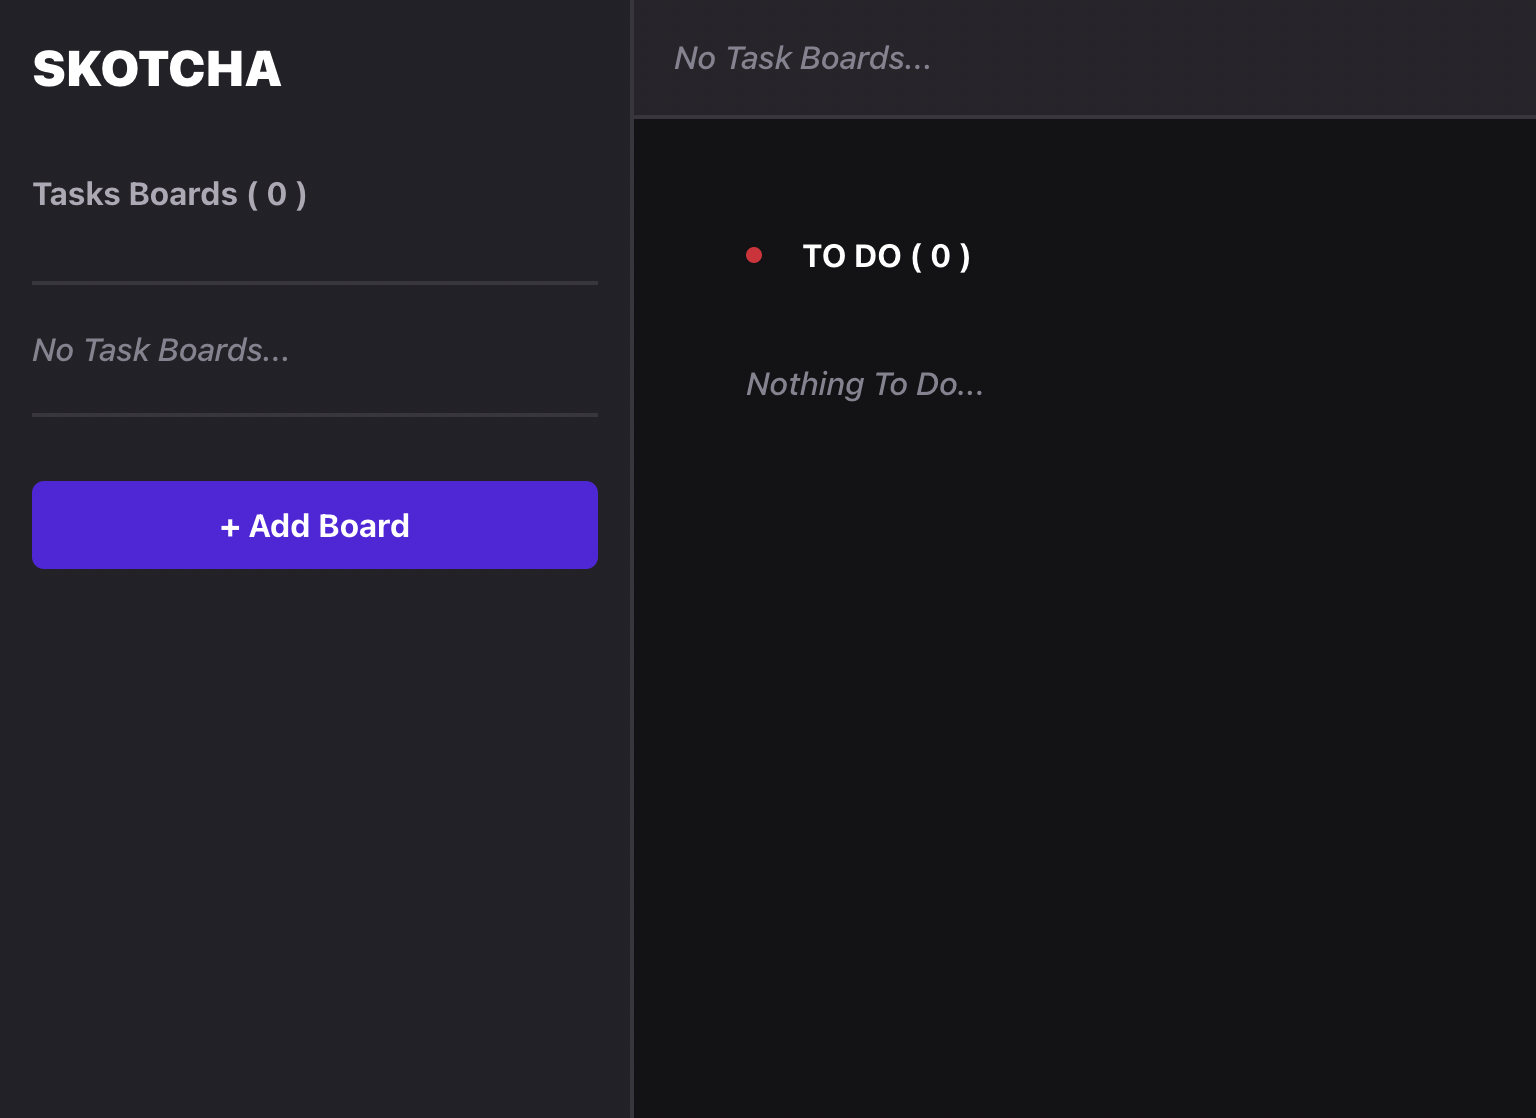 SKOTCHA
Tasks Boards ( 0 )
No Task Boards...
+ Add Board
No Task Boards...
TO DO ( 0 )
Nothing To Do...